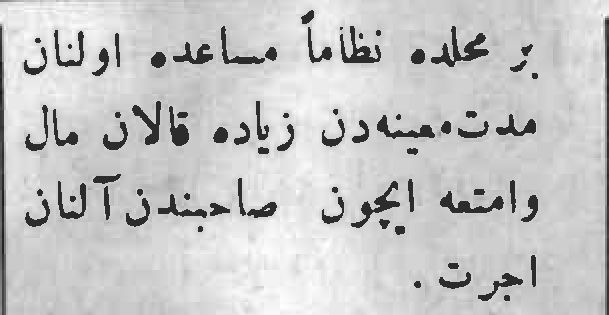 بر محلده نظاماً مساعده اولنان
مدت معینه‌دن زیاده قالان مال
وامتعه ایچون صاحبندن آلنان
اجرت .